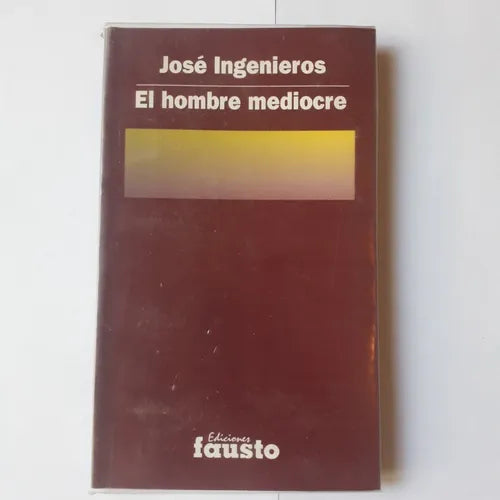 José Ingenieros
El hombre mediocre
Ediciones
fausto